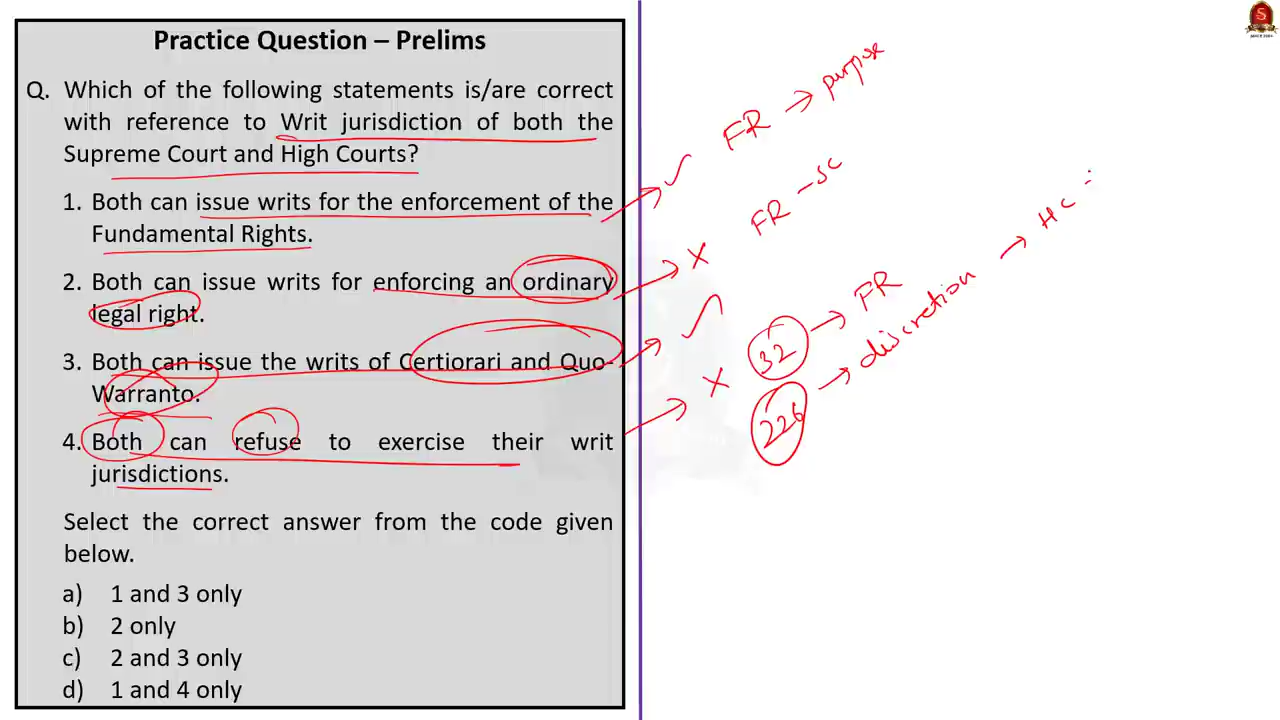 Practice Question – Prelims
Q. Which of the following statements is/are correct
with reference to Writ jurisdiction of both the
Supreme Court and High Courts?
1. Both can issue writs for the enforcement of the
Fundamental Rights.
2. Both can issue writs for enforcing an ordinary
legal right.
3. Both can issue the writs of Certiorari and Quo-
Warranto.
4. Both can refuse to exercise their writ
jurisdictions.
Select the correct answer from the code given
below.
a) 1 and 3 only
b) 2 only
c) 2 and 3 only
d) 1 and 4 only
✓ FR → purpose
X FR – SC
✓
X 32 → FR
226 → discretion → HC
S